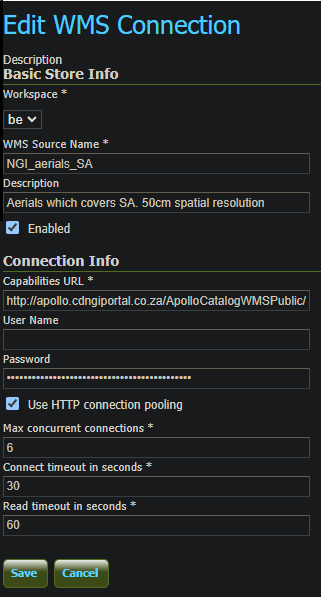 Edit WMS Connection
Description
Basic Store Info
Workspace *
be
WMS Source Name *
NGI_aerials_SA
Description
Aerials which covers SA. 50cm spatial resolution
Enabled
Connection Info
Capabilities URL *
http://apollo.cdngiportal.co.za/ApolloCatalogWMSPublic/
User Name
Password
••••••••••••••••••••••••••••••••••••••••••••
Use HTTP connection pooling
Max concurrent connections *
6
Connect timeout in seconds *
30
Read timeout in seconds *
60
Save Cancel